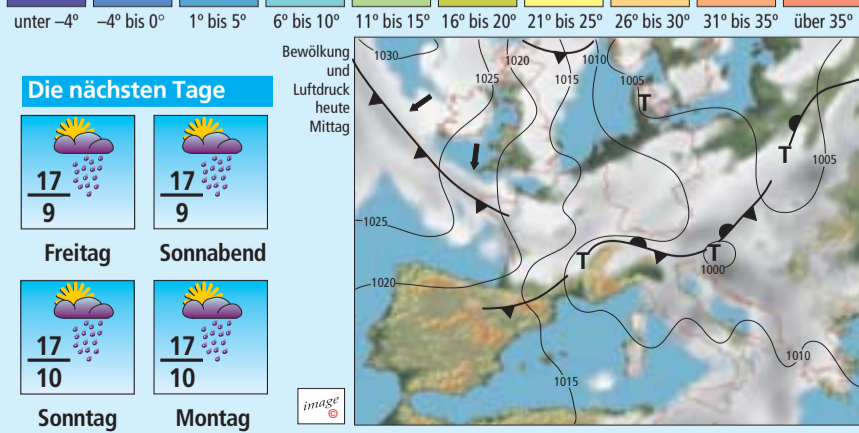 unter –4° –4° bis 0° 1° bis 5° 6° bis 10° 11° bis 15° 16° bis 20° 21° bis 25° 26° bis 30° 31° bis 35° über 35°
Die nächsten Tage
17
9
Freitag
17
9
Sonnabend
17
10
Sonntag
17
10
Montag
Bewölkung
und
Luftdruck
heute
Mittag
image
©
1030
1025
1020
1015
1010
1005
T
T
1005
1025
T
T
1000
1020
1010
1015